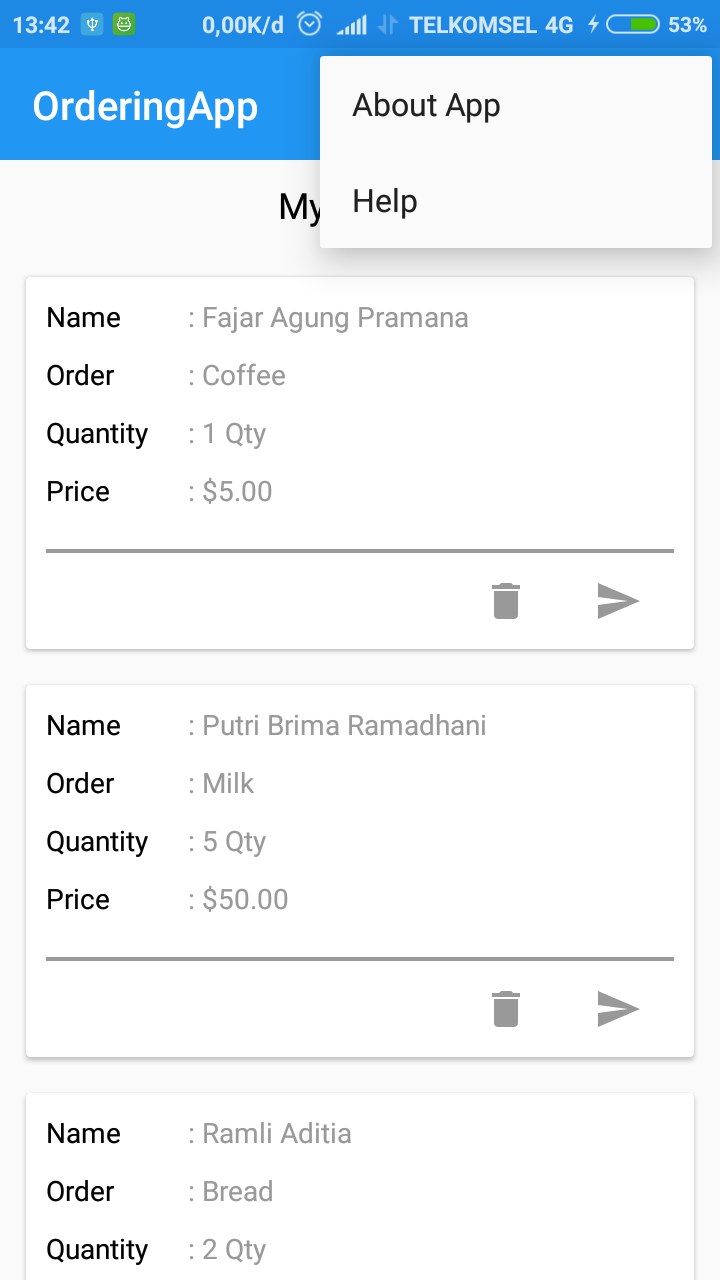 13:42 0,00K/d TELKOMSEL 4G 53%
OrderingApp
About App
My
Help
Name : Fajar Agung Pramana
Order : Coffee
Quantity : 1 Qty
Price : $5.00
Name : Putri Brima Ramadhani
Order : Milk
Quantity : 5 Qty
Price : $50.00
Name : Ramli Aditia
Order : Bread
Quantity : 2 Qty